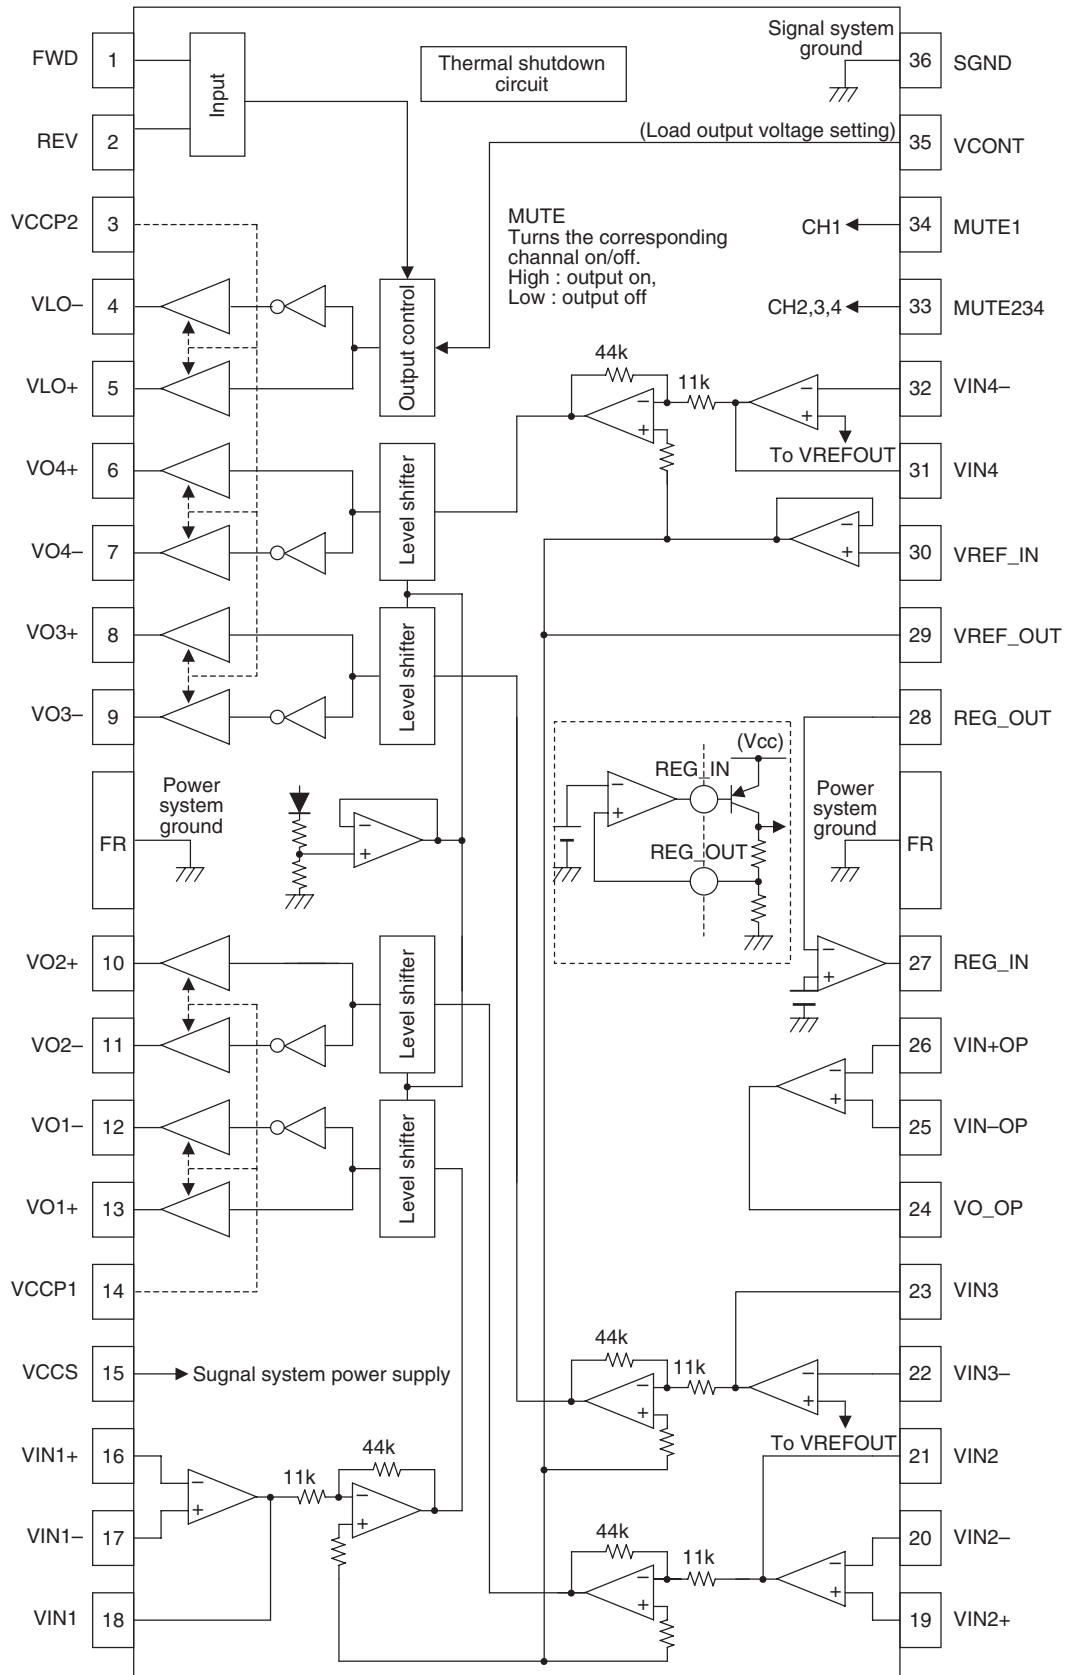 FWD
1
REV
2
VCCP2
3
VLO–
4
VLO+
5
VO4+
6
VO4–
7
VO3+
8
VO3–
9
FR
Power
system
ground
VO2+
10
VO2–
11
VO1–
12
VO1+
13
VCCP1
14
VCCS
15
Sugnal system power supply
VIN1+
16
VIN1–
17
VIN1
18
Input
Thermal shutdown
circuit
Signal system
ground
36
SGND
(Load output voltage setting)
35
VCONT
MUTE
Turns the corresponding
channal on/off.
High : output on,
Low : output off
CH1
34
MUTE1
CH2,3,4
33
MUTE234
Output control
44k
11k
–
+
–
+
32
VIN4–
To VREFOUT
31
VIN4
Level shifter
–
+
30
VREF_IN
Level shifter
29
VREF_OUT
28
REG_OUT
(Vcc)
REG_IN
–
+
REG_OUT
Power
system
ground
FR
–
+
Level shifter
–
+
27
REG_IN
26
VIN+OP
–
+
25
VIN–OP
Level shifter
24
VO_OP
23
VIN3
44k
11k
–
+
–
+
22
VIN3–
To VREFOUT
21
VIN2
44k
11k
–
+
–
+
44k
11k
–
+
–
+
20
VIN2–
19
VIN2+